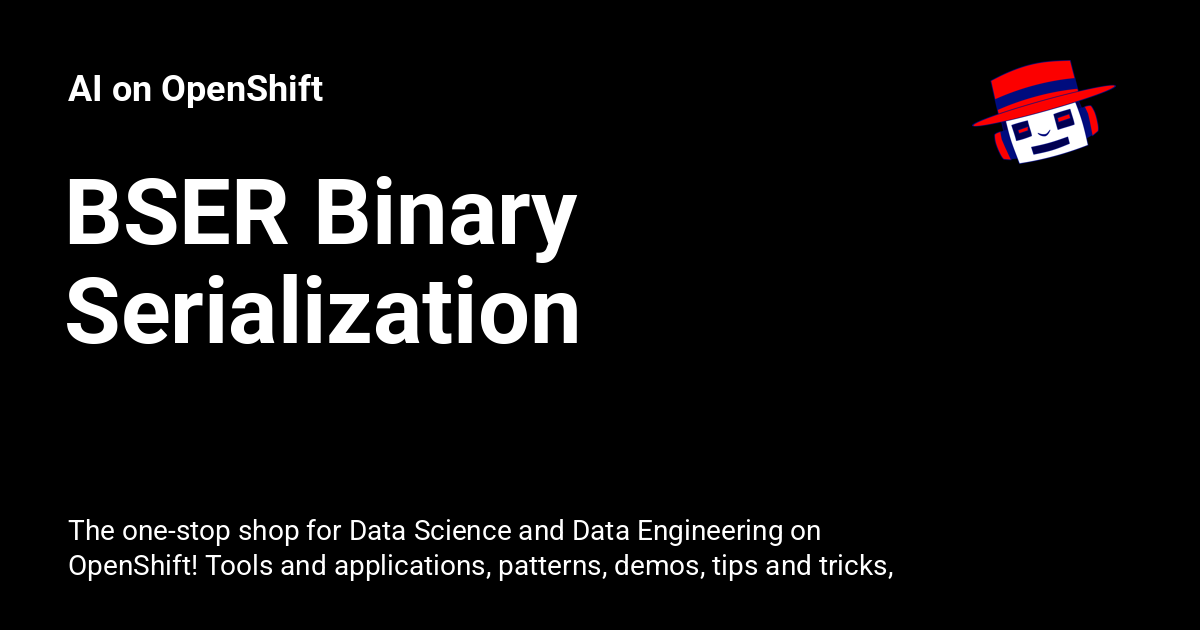 AI on OpenShift
BSER Binary
Serialization
The one-stop shop for Data Science and Data Engineering on
OpenShift! Tools and applications, patterns, demos, tips and tricks,